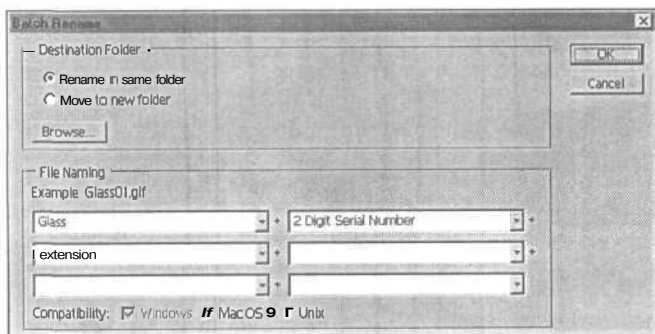 Batch Rename
Destination Folder
Rename in same folder
Move to new folder
Browse...
OK
Cancel
File Naming
Example Glass01.gif
Glass + 2 Digit Serial Number +
extension + +
+
Compatibility: Windows Mac OS 9 Unix